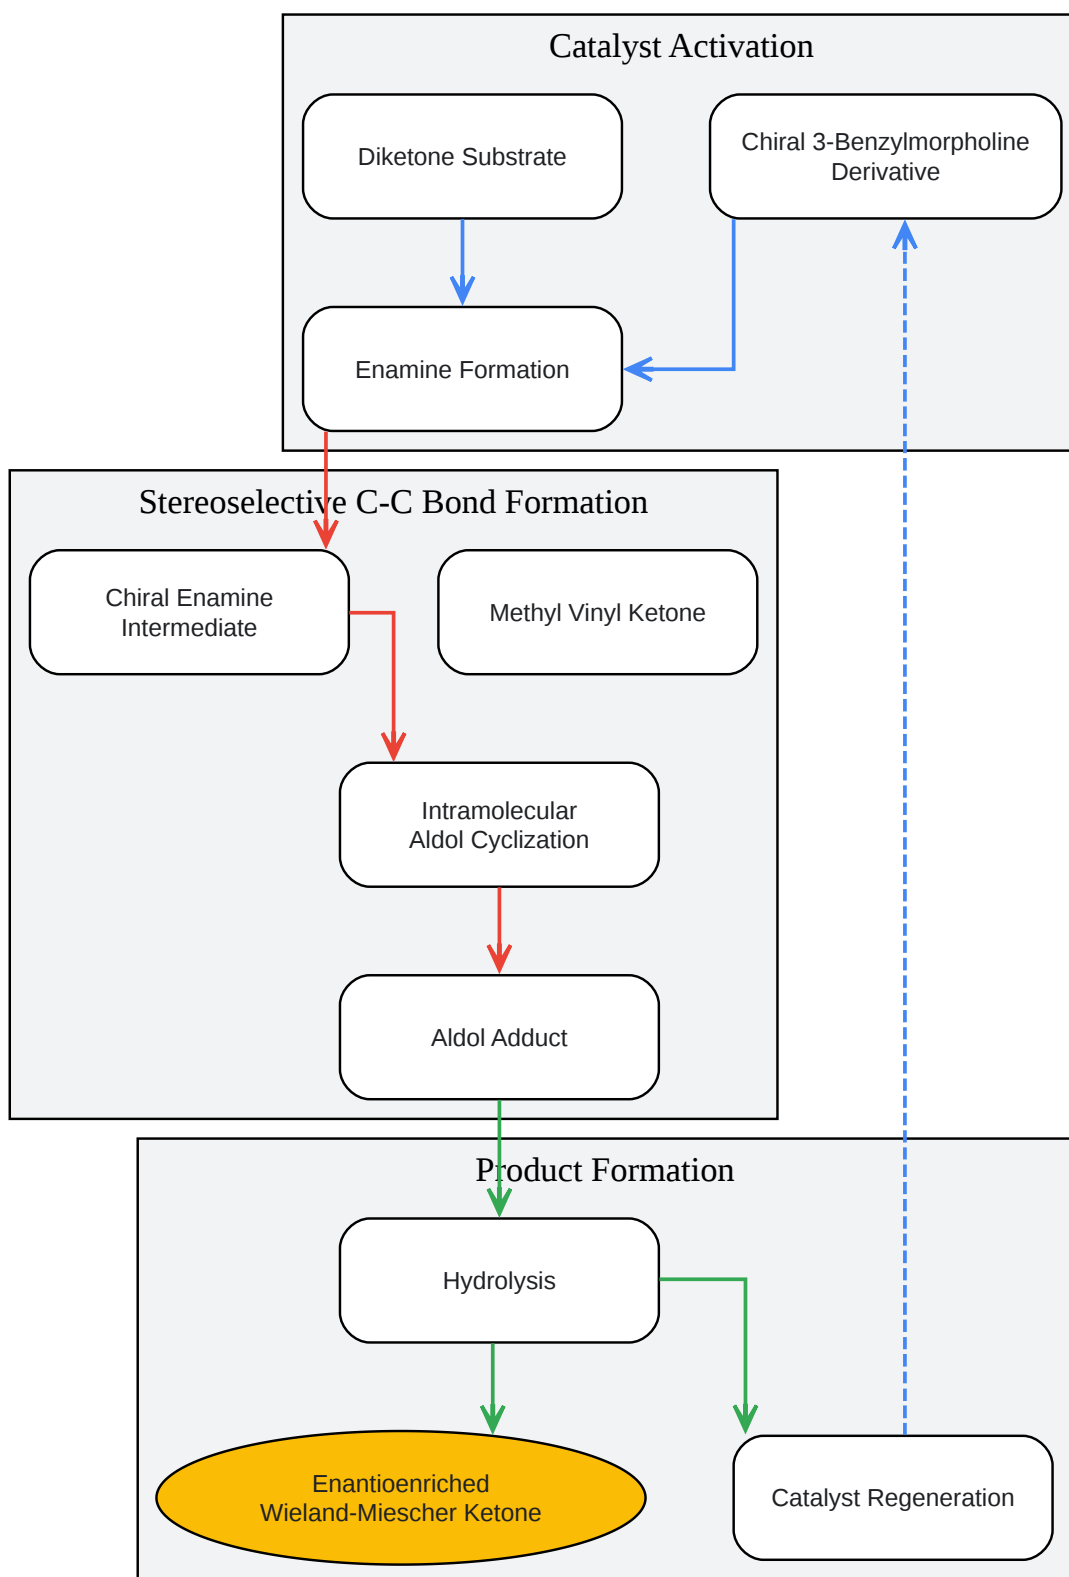 Catalyst Activation
Diketone Substrate
Chiral 3-Benzylmorpholine
Derivative
Enamine Formation
Stereoselective C-C Bond Formation
Chiral Enamine
Intermediate
Methyl Vinyl Ketone
Intramolecular
Aldol Cyclization
Aldol Adduct
Product Formation
Hydrolysis
Enantioenriched
Wieland-Miescher Ketone
Catalyst Regeneration